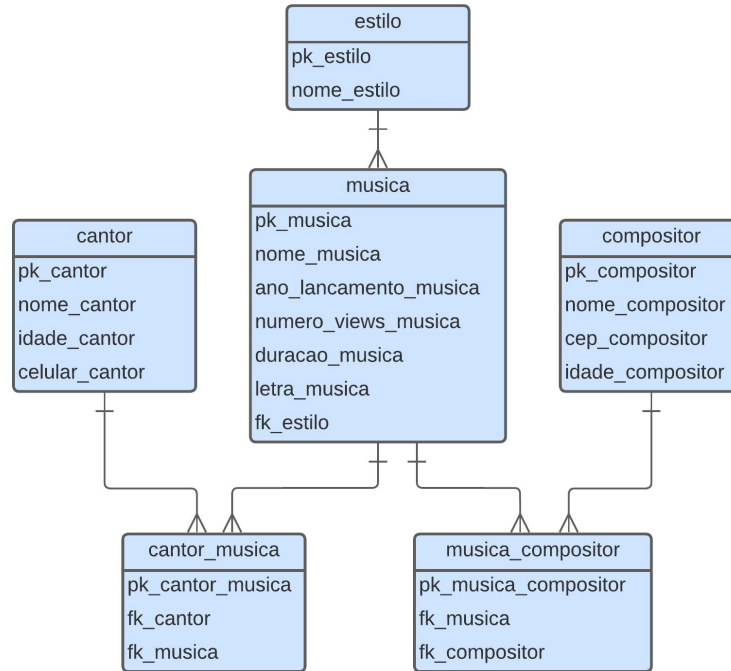 estilo
pk_estilo
nome_estilo
musica
pk_musica
nome_musica
ano_lancamento_musica
numero_views_musica
duracao_musica
letra_musica
fk_estilo
cantor
pk_cantor
nome_cantor
idade_cantor
celular_cantor
compositor
pk_compositor
nome_compositor
cep_compositor
idade_compositor
cantor_musica
pk_cantor_musica
fk_cantor
fk_musica
musica_compositor
pk_musica_compositor
fk_musica
fk_compositor